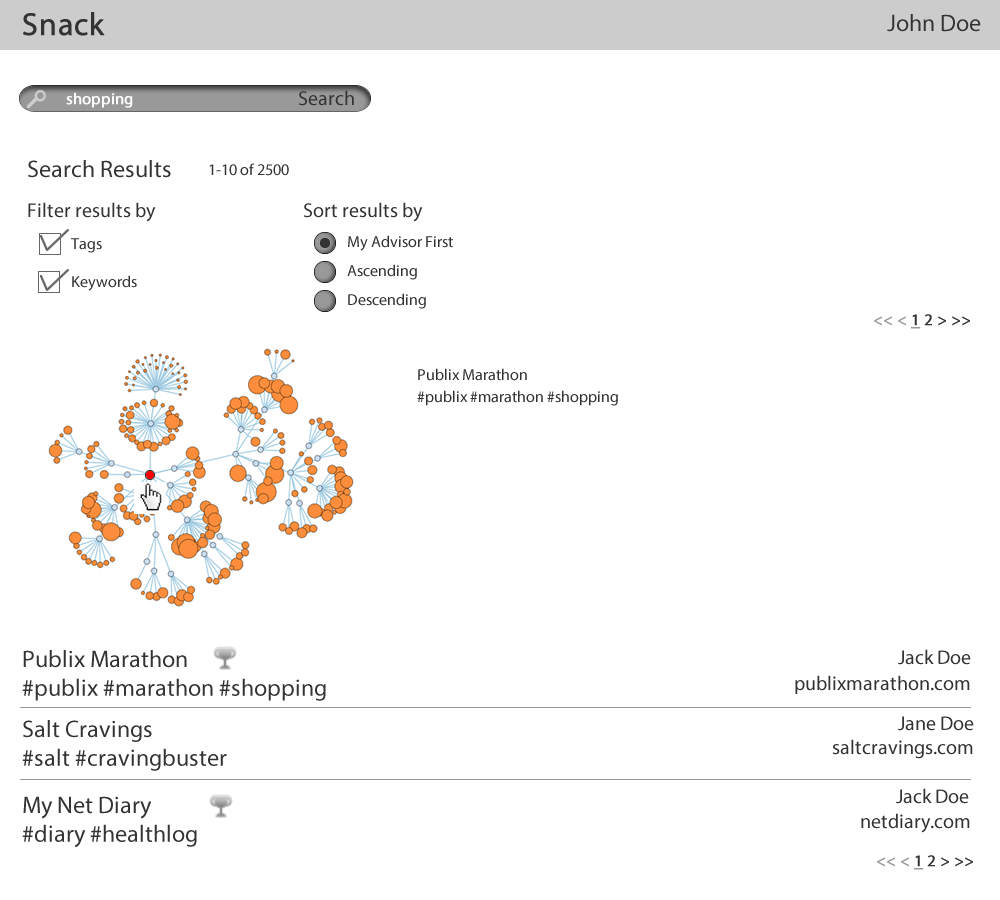 Snack
John Doe
shopping Search
Search Results 1-10 of 2500
Filter results by
Tags
Keywords
Sort results by
My Advisor First
Ascending
Descending
<< < 1 2 > >>
Publix Marathon
#publix #marathon #shopping
Publix Marathon
#publix #marathon #shopping
Jack Doe
publixmarathon.com
Salt Cravings
#salt #cravingbuster
Jane Doe
saltcravings.com
My Net Diary
#diary #healthlog
Jack Doe
netdiary.com
<< < 1 2 > >>